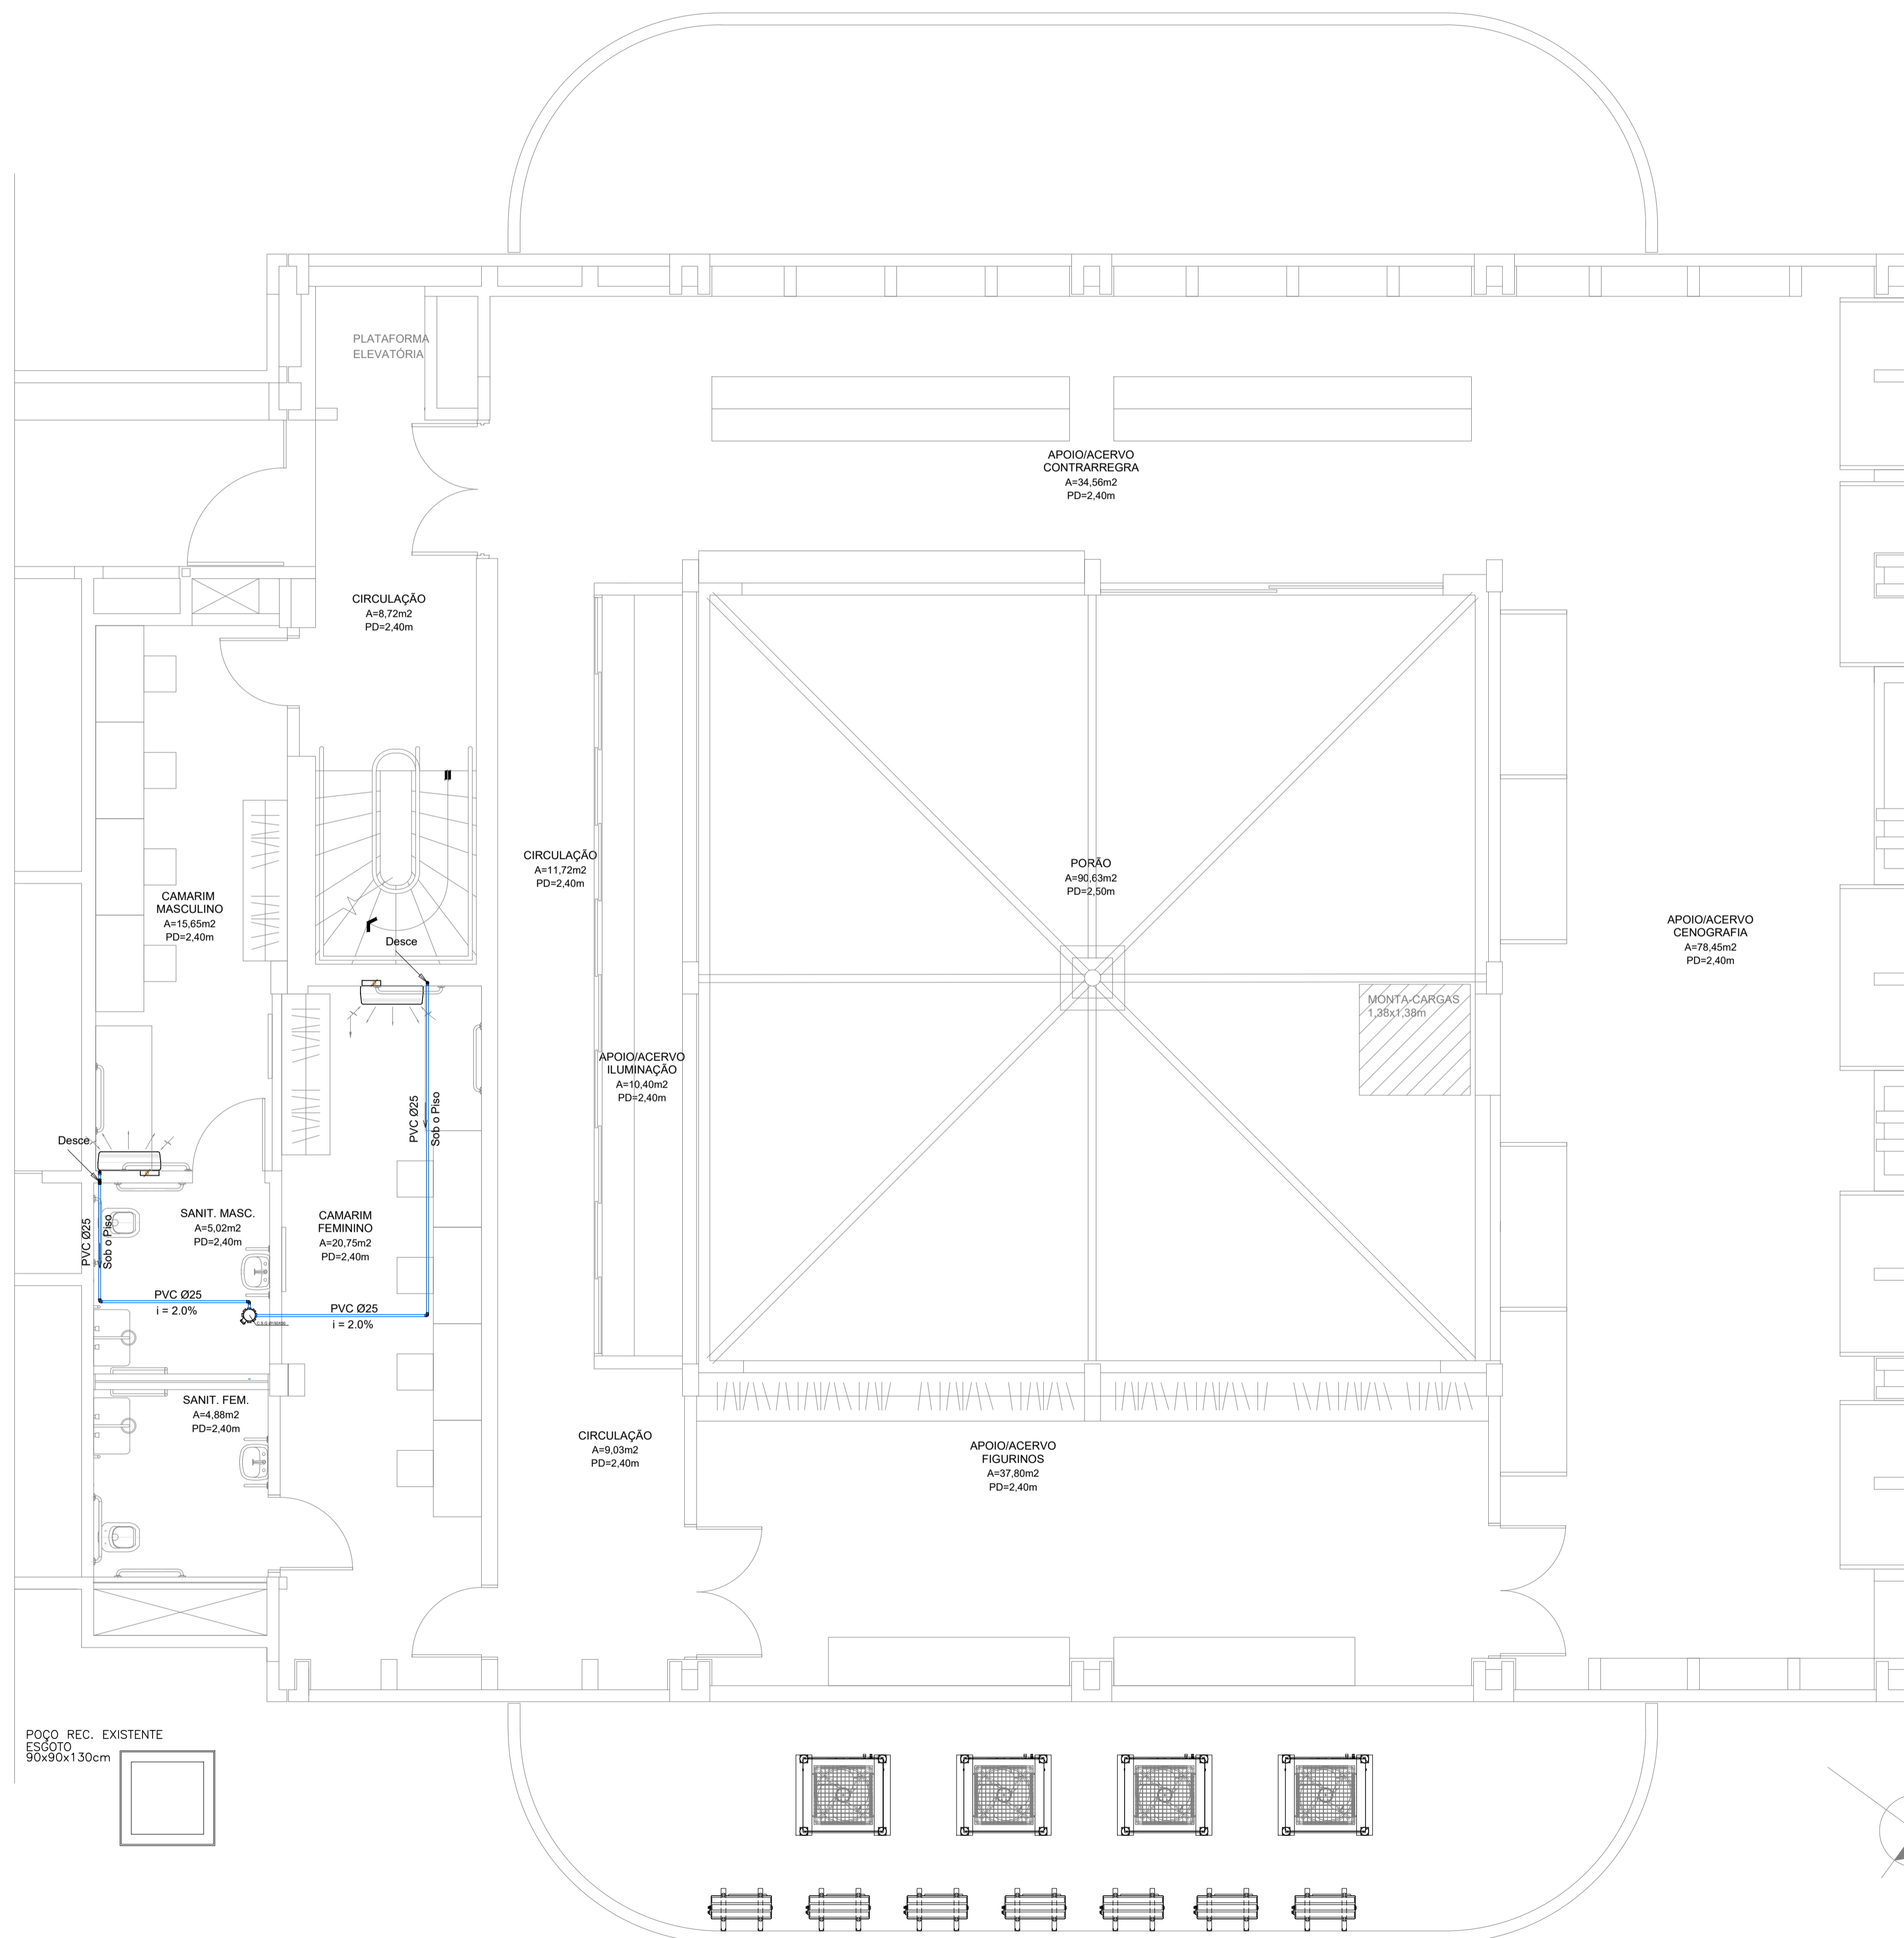 PLATAFORMA
ELEVATÓRIA
APOIO/ACERVO
CONTRARREGRA
A=34,56m2
PD=2,40m
CIRCULAÇÃO
A=8,72m2
PD=2,40m
CIRCULAÇÃO
A=11,72m2
PD=2,40m
PORÃO
A=90,63m2
PD=2,50m
CAMARIM
MASCULINO
A=15,65m2
PD=2,40m
APOIO/ACERVO
CENOGRAFIA
A=78,45m2
PD=2,40m
Desce
MONTA-CARGAS
1,38x1,38m
APOIO/ACERVO
ILUMINAÇÃO
A=10,40m2
PD=2,40m
PVC Ø25
Sob o Piso
Desce
PVC Ø25
Sob o Piso
SANIT. MASC.
A=5,02m2
PD=2,40m
CAMARIM
FEMININO
A=20,75m2
PD=2,40m
PVC Ø25
i = 2.0%
PVC Ø25
i = 2.0%
SANIT. FEM.
A=4,88m2
PD=2,40m
CIRCULAÇÃO
A=9,03m2
PD=2,40m
APOIO/ACERVO
FIGURINOS
A=37,80m2
PD=2,40m
POÇO REC. EXISTENTE
ESGOTO
90x90x130cm